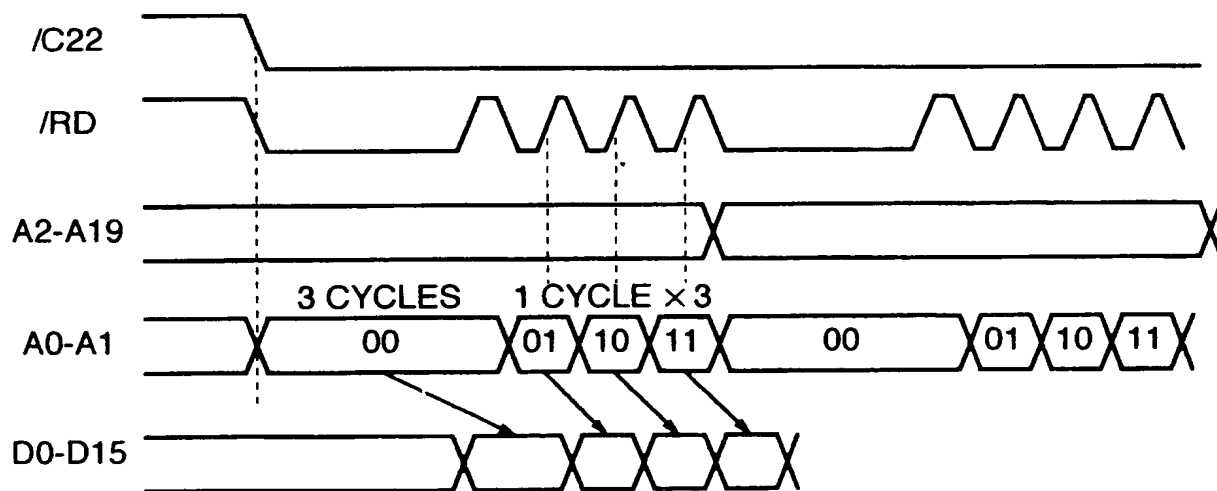 /C22
/RD
A2-A19
3 CYCLES 1 CYCLE ×3
A0-A1 00 01 10 11 00 01 10 11
D0-D15